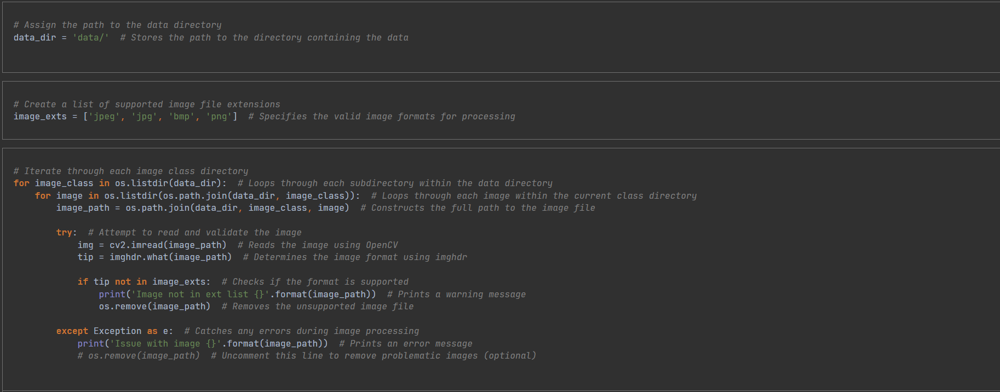 # Assign the path to the data directory
data_dir = 'data/'  # Stores the path to the directory containing the data
# Create a list of supported image file extensions
image_exts = ['jpeg', 'jpg', 'bmp', 'png']  # Specifies the valid image formats for processing
# Iterate through each image class directory
for image_class in os.listdir(data_dir):  # Loops through each subdirectory within the data directory
    for image in os.listdir(os.path.join(data_dir, image_class)):  # Loops through each image within the current class directory
        image_path = os.path.join(data_dir, image_class, image)  # Constructs the full path to the image file
        try:  # Attempt to read and validate the image
            img = cv2.imread(image_path)  # Reads the image using OpenCV
            tip = imghdr.what(image_path)  # Determines the image format using imghdr
            if tip not in image_exts:  # Checks if the format is supported
                print('Image not in ext list {}'.format(image_path))  # Prints a warning message
                os.remove(image_path)  # Removes the unsupported image file
        except Exception as e:  # Catches any errors during image processing
            print('Issue with image {}'.format(image_path))  # Prints an error message
            # os.remove(image_path)  # Uncomment this line to remove problematic images (optional)